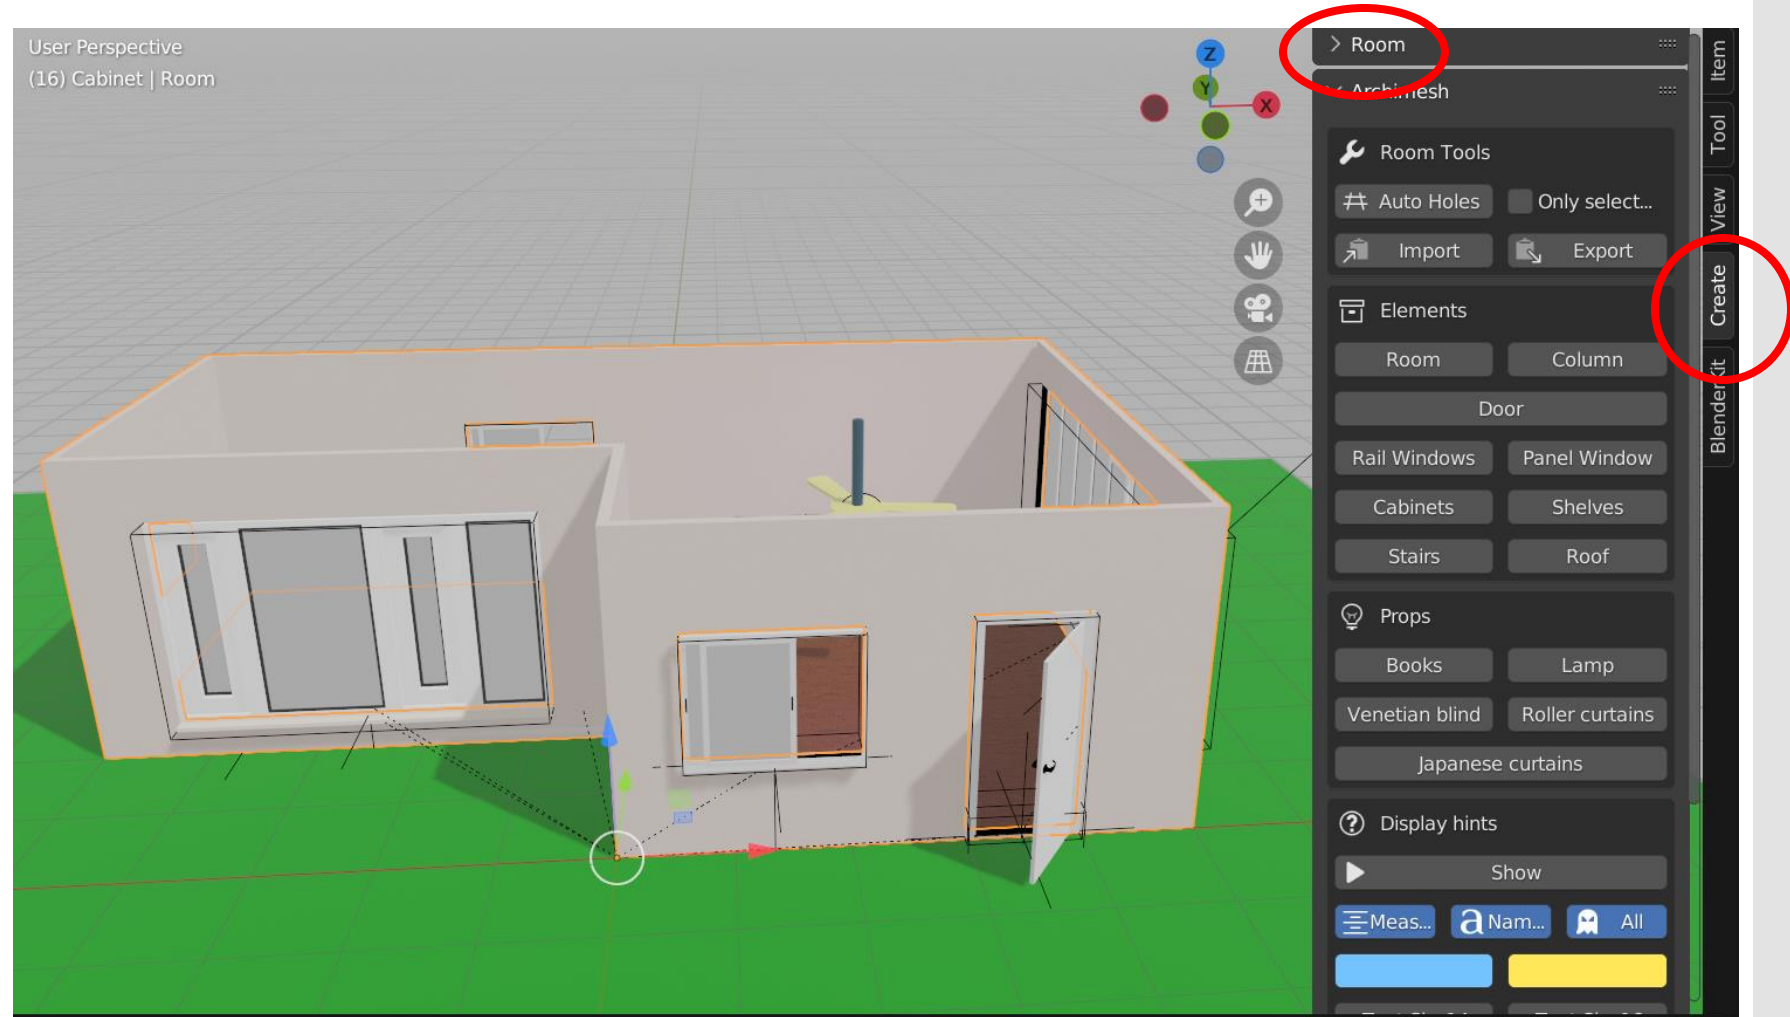 User Perspective
(16) Cabinet | Room
Z
Y
X
Room
Archimesh
Room Tools
Auto Holes
Only select...
Import
Export
Elements
Room
Column
Door
Rail Windows
Panel Window
Cabinets
Shelves
Stairs
Roof
Props
Books
Lamp
Venetian blind
Roller curtains
Japanese curtains
Display hints
Show
Meas...
a Nam...
All
Item
Tool
View
Create
BlenderKit